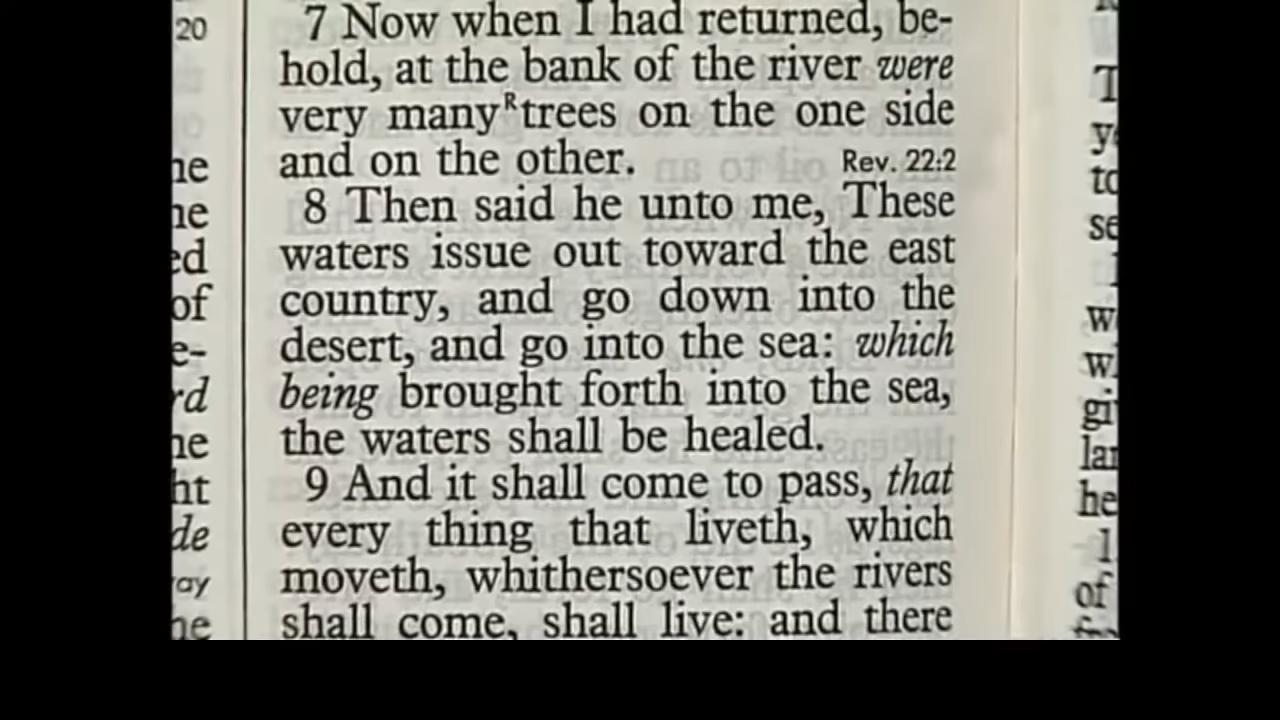 20
7 Now when I had returned, be-
hold, at the bank of the river were
very many R trees on the one side
and on the other. Rev. 22:2
8 Then said he unto me, These
waters issue out toward the east
country, and go down into the
desert, and go into the sea: which
being brought forth into the sea,
the waters shall be healed.
9 And it shall come to pass, that
every thing that liveth, which
moveth, whithersoever the rivers
shall come, shall live: and there
of